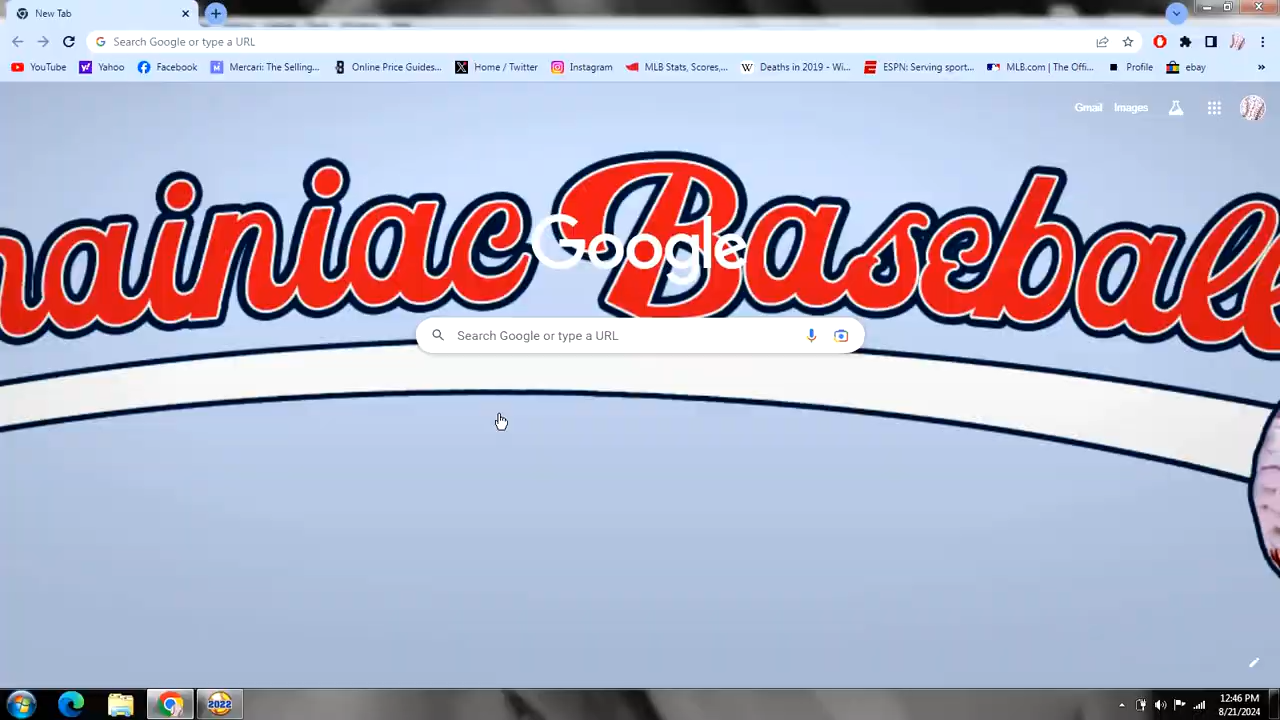 New Tab
Search Google or type a URL
YouTube Yahoo Facebook Mercari: The Selling... Online Price Guides... Home / Twitter Instagram MLB Stats, Scores,... Deaths in 2019 - Wi... ESPN: Serving sport... MLB.com | The Offi... Profile ebay »
Gmail Images
ainiac Baseball
Google
Search Google or type a URL
2022
12:46 PM
8/21/2024